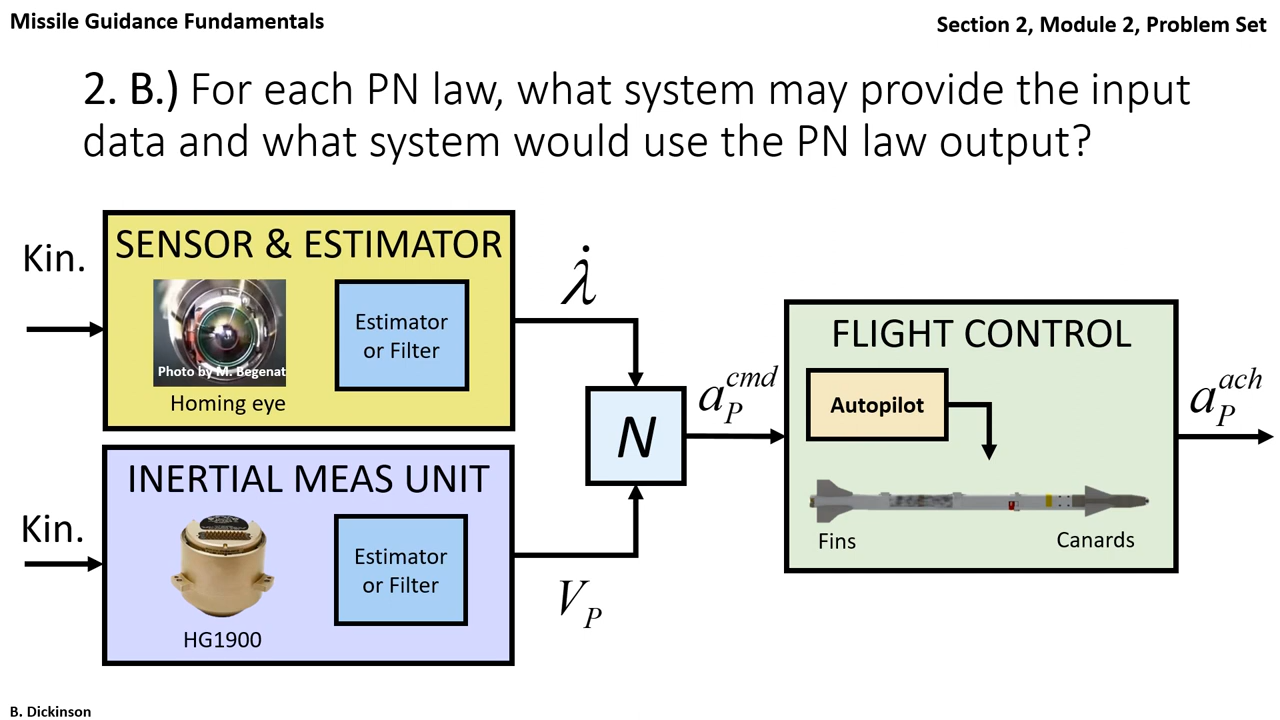 Missile Guidance Fundamentals
Section 2, Module 2, Problem Set
2. B.) For each PN law, what system may provide the input
data and what system would use the PN law output?
Kin.
SENSOR & ESTIMATOR
Photo by M. Begenat
Homing eye
Estimator
or Filter
λ̇
Kin.
INERTIAL MEAS UNIT
HG1900
Estimator
or Filter
V_P
N
a_P^cmd
FLIGHT CONTROL
Autopilot
Fins
Canards
a_P^ach
B. Dickinson